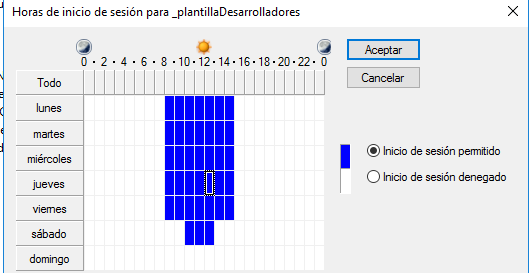 Horas de inicio de sesión para _plantillaDesarrolladores
0 · 2 · 4 · 6 · 8 · 10 · 12 · 14 · 16 · 18 · 20 · 22 · 0
Aceptar
Cancelar
Todo
lunes
martes
miércoles
jueves
viernes
sábado
domingo
Inicio de sesión permitido
Inicio de sesión denegado